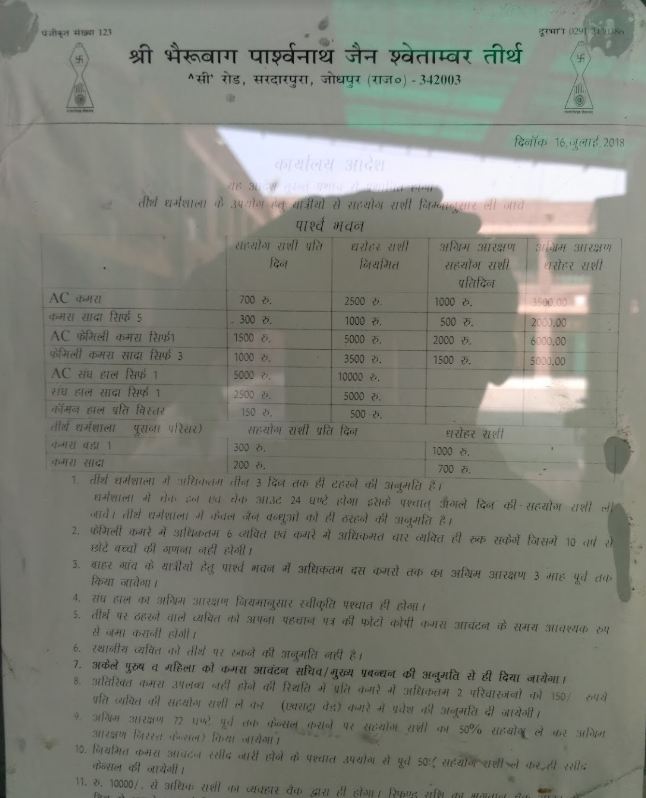 पंजीकृत संख्या 123
श्री भैरूवाग पार्श्वनाथ जैन श्वेताम्वर तीर्थ
^सी' रोड़, सरदारपुरा, जोधपुर (राज०) - 342003
दिनाँक 16,जुलाई 2018
कार्यालय आदेश
तीर्थ धर्मशाला के उपयोग हेतु यात्रीयो से सहयोग राशी निम्नानुसार ली जावे
पार्श्व भवन
सहयोग राशी प्रति दिन धरोहर राशी नियमित अग्रिम आरक्षण सहयोग राशी प्रतिदिन अग्रिम आरक्षण धरोहर राशी
AC कमरा 700 रु. 2500 रु. 1000 रु. 3500.00
कमरा सादा सिर्फ 5 300 रु. 1000 रु. 500 रु. 2000.00
AC फेमिली कमरा सिर्फ1 1500 रु. 5000 रु. 2000 रु. 6000.00
फेमिली कमरा सादा सिर्फ 3 1000 रु. 3500 रु. 1500 रु. 5000.00
AC संघ हाल सिर्फ 1 5000 रु. 10000 रु.
संघ हाल सादा सिर्फ 1 2500 रु. 5000 रु.
कॉमन हाल प्रति विस्तर 150 रु. 500 रु.
तीर्थ धर्मशाला पूराना परिसर) सहयोग राशी प्रति दिन धरोहर राशी
कमरा वडा 1 300 रु. 1000 रु.
कमरा सादा 200 रु. 700 रु.
1. तीर्थ धर्मशाला में अधिकतम तीन 3 दिन तक ही ठहरने की अनुमति है।
धर्मशाला में चेक इन एवं चेक आउट 24 घण्टे होगा इसके पश्चात् अगले दिन की सहयोग राशी ली
जावे। तीर्थ धर्मशाला में केवल जैन वन्धूओं को ही ठहरने की अनुमति है।
2. फेमिली कमरे में अधिकतम 6 व्यक्ति एवं कमरे में अधिकमत चार व्यक्ति ही रूक सकेगें जिसमें 10 वर्ष से
छोटे बच्चों की गणना नहीं होगी।
3. बाहर गाँव के यात्रीयो हेतु पार्श्व भवन में अधिकतम दस कमरो तक का अग्रिम आरक्षण 3 माह पूर्व तक
किया जावेगा।
4. संघ हाल का अग्रिम आरक्षण नियमानुसार स्वीकृति पश्चात ही होगा।
5. तीर्थ पर ठहरने वाले व्यक्ति को अपना पहचान पत्र की फोटो कोपी कमरा आवंटन के समय आवश्यक रुप
से जमा करानी होगी।
6. स्थानीय व्यक्ति को तीर्थ पर रूकने की अनुमति नही है।
7. अकेले पुरुष व महिला को कमरा आवंटन सचिव/मुख्य प्रबन्धन की अनुमति से ही दिया जायेगा।
8. अतिरिक्त कमरा उपलब्ध नहीं होने की स्थिति में प्रति कमरे में अधिकतम 2 परिवारजनो को 150/ रुपये
प्रति व्यक्ति की सहयोग राशी ले कर (एक्सट्रा वेड) कमरे में प्रवेश की अनुमति दी जायेगी।
9. अग्रिम आरक्षण 72 घण्टे पूर्व तक केन्सल कराने पर सहयोग राशी का 50% सहयोग ले कर अग्रिम
आरक्षण निरस्त केन्सल) किया जायेगा।
10. नियमित कमरा आवंटन रसीद जारी होने के पश्चात उपयोग से पूर्व 50% सहयोग राशी ले कर ही रसीद
केन्सल की जायेगी।
11. रु. 10000/. से अधिक राशी का व्यवहार चेक द्वारा ही होगा।